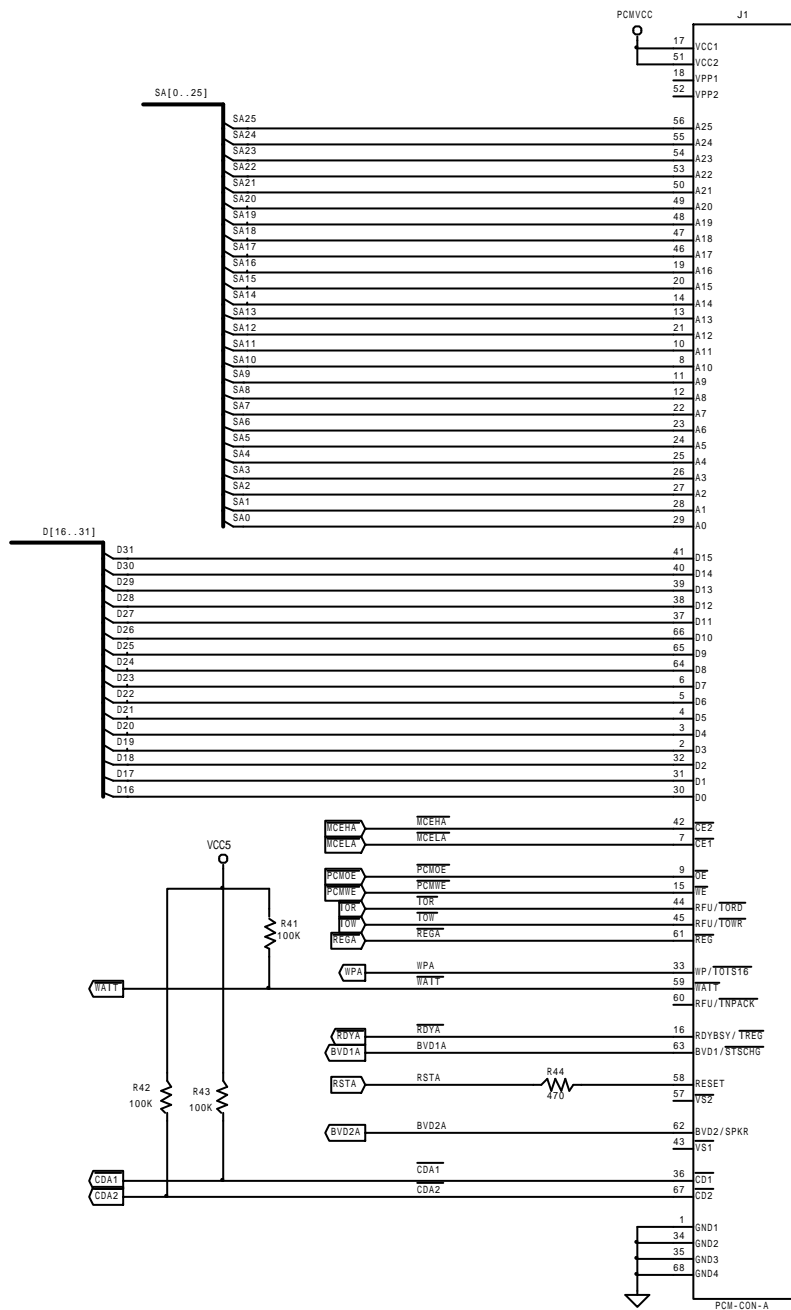 PCMVCC J1
17 VCC1
51 VCC2
18 VPP1
52 VPP2
SA[0..25]
SA25 56 A25
SA24 55 A24
SA23 54 A23
SA22 53 A22
SA21 50 A21
SA20 49 A20
SA19 48 A19
SA18 47 A18
SA17 46 A17
SA16 19 A16
SA15 20 A15
SA14 14 A14
SA13 13 A13
SA12 21 A12
SA11 10 A11
SA10 8 A10
SA9 11 A9
SA8 12 A8
SA7 22 A7
SA6 23 A6
SA5 24 A5
SA4 25 A4
SA3 26 A3
SA2 27 A2
SA1 28 A1
SA0 29 A0
D[16..31]
D31 41 D15
D30 40 D14
D29 39 D13
D28 38 D12
D27 37 D11
D26 66 D10
D25 65 D9
D24 64 D8
D23 6 D7
D22 5 D6
D21 4 D5
D20 3 D4
D19 2 D3
D18 32 D2
D17 31 D1
D16 30 D0
MCEHA MCEHA 42 CE2
MCELA MCELA 7 CE1
VCC5
PCMOE PCMOE 9 OE
PCMWE PCMWE 15 WE
IOR IOR 44 RFU/IORD
IOW IOW 45 RFU/IOWR
REGA REGA 61 REG
R41
100K
WPA WPA 33 WP/IOIS16
WAIT WAIT 59 WAIT
60 RFU/INPACK
RDYA RDYA 16 RDYBSY/IREG
BVD1A BVD1A 63 BVD1/STSCHG
R42
100K
R43
100K
RSTA RSTA R44 470 58 RESET
57 VS2
BVD2A BVD2A 62 BVD2/SPKR
43 VS1
CDA1 CDA1 36 CD1
CDA2 CDA2 67 CD2
1 GND1
34 GND2
35 GND3
68 GND4
PCM-CON-A